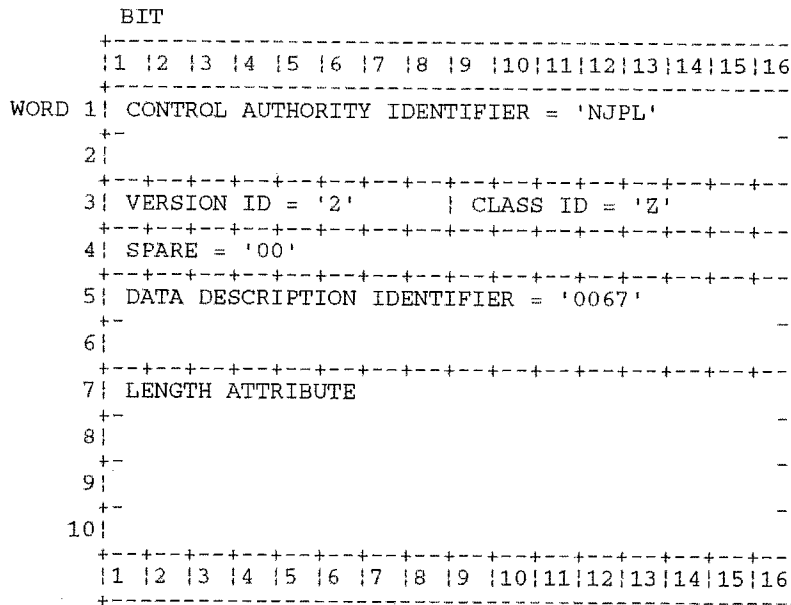 BIT
|1 |2 |3 |4 |5 |6 |7 |8 |9 |10|11|12|13|14|15|16
WORD 1| CONTROL AUTHORITY IDENTIFIER = 'NJPL'
2|
3| VERSION ID = '2' | CLASS ID = 'Z'
4| SPARE = '00'
5| DATA DESCRIPTION IDENTIFIER = '0067'
6|
7| LENGTH ATTRIBUTE
8|
9|
10|
|1 |2 |3 |4 |5 |6 |7 |8 |9 |10|11|12|13|14|15|16